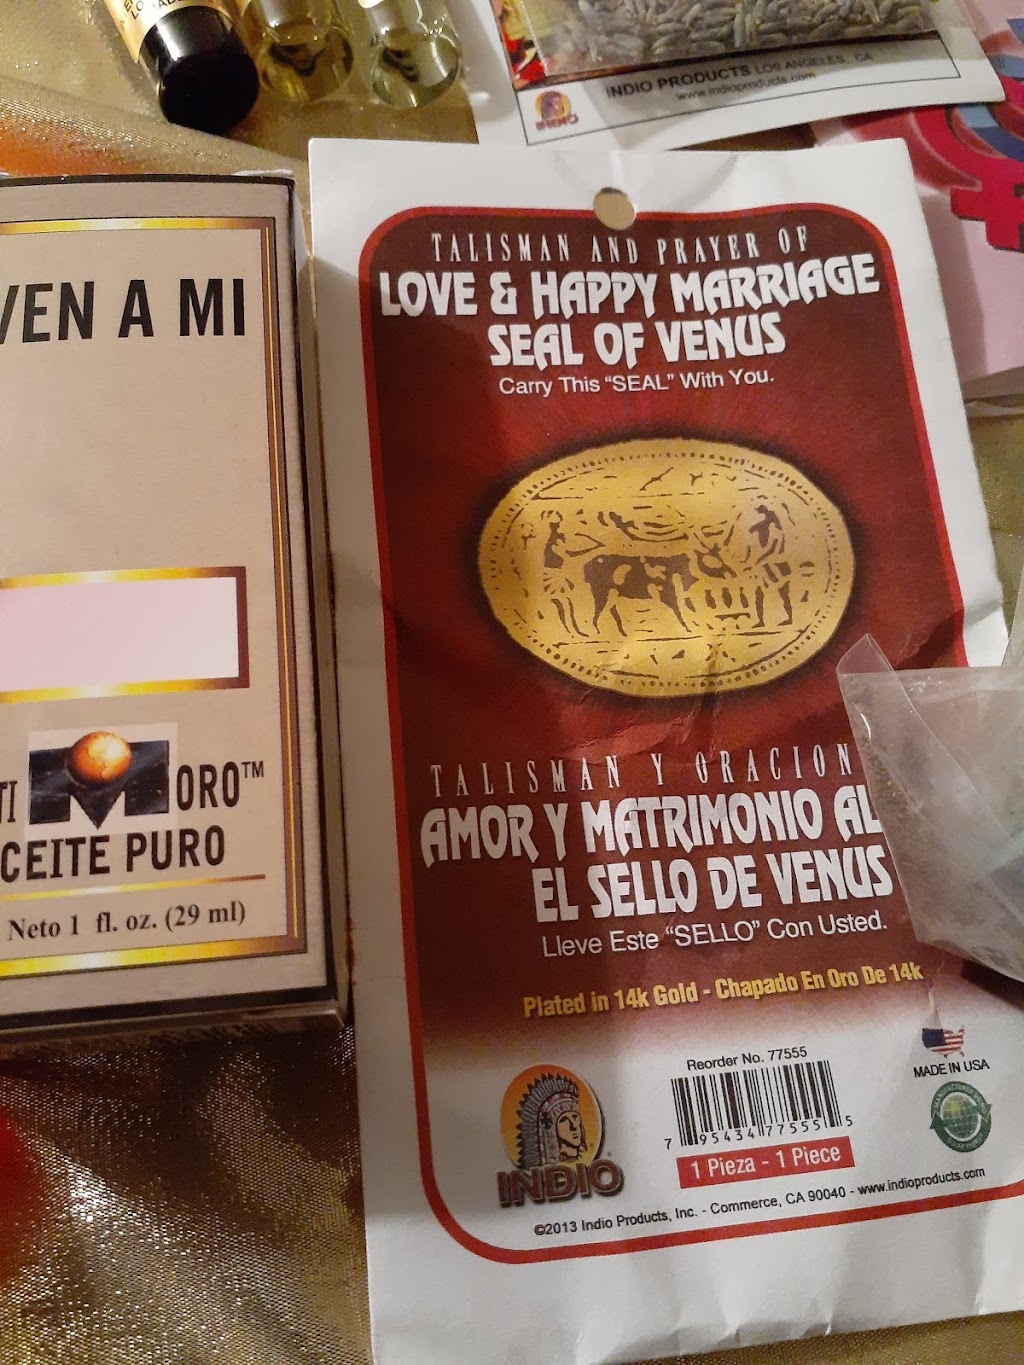 INDIO PRODUCTS LOS ANGELES, CA
www.indioproducts.com
INDIO
VEN A MI
TI M ORO™
CEITE PURO
Neto 1 fl. oz. (29 ml)
TALISMAN AND PRAYER OF
LOVE & HAPPY MARRIAGE
SEAL OF VENUS
Carry This “SEAL” With You.
TALISMAN Y ORACION
AMOR Y MATRIMONIO AL
EL SELLO DE VENUS
Lleve Este “SELLO” Con Usted.
Plated in 14k Gold - Chapado En Oro De 14k
Reorder No. 77555
7 95434 77555 5
1 Pieza - 1 Piece
MADE IN USA
INDIO
©2013 Indio Products, Inc. - Commerce, CA 90040 - www.indioproducts.com